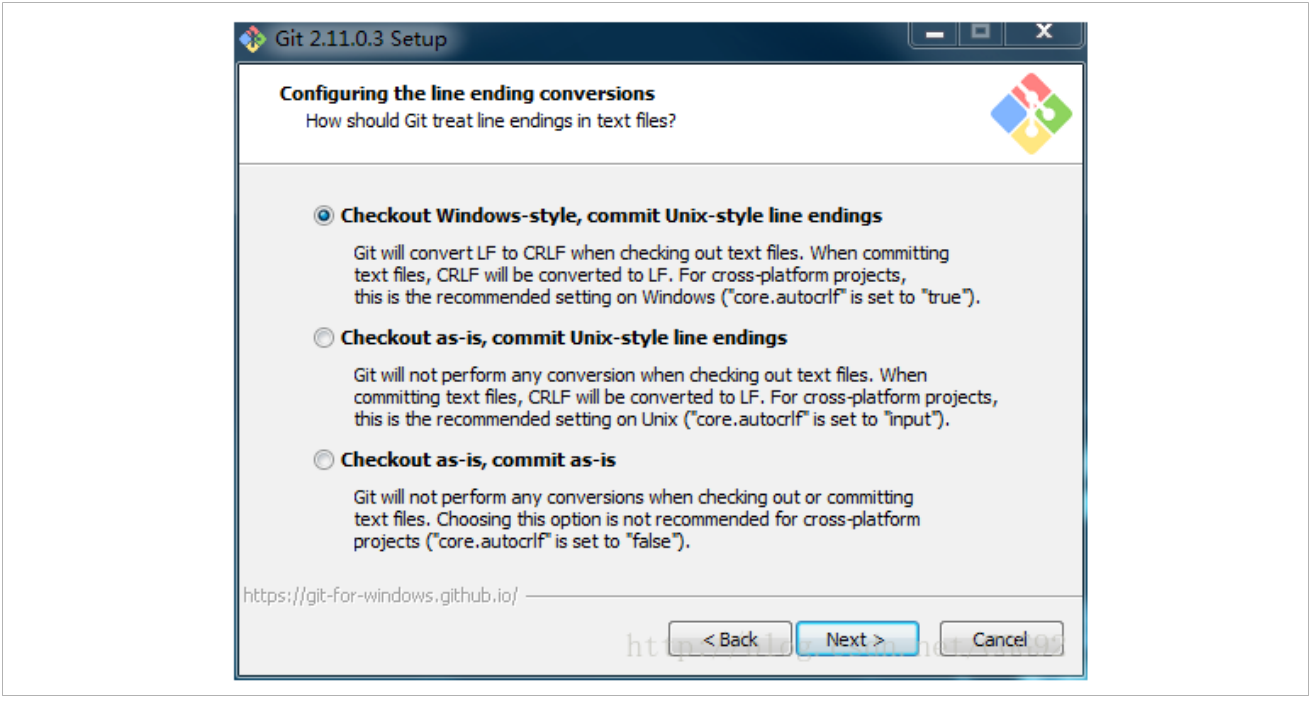 Git 2.11.0.3 Setup
Configuring the line ending conversions
How should Git treat line endings in text files?
Checkout Windows-style, commit Unix-style line endings
Git will convert LF to CRLF when checking out text files. When committing
text files, CRLF will be converted to LF. For cross-platform projects,
this is the recommended setting on Windows ("core.autocrlf" is set to "true").
Checkout as-is, commit Unix-style line endings
Git will not perform any conversion when checking out text files. When
committing text files, CRLF will be converted to LF. For cross-platform projects,
this is the recommended setting on Unix ("core.autocrlf" is set to "input").
Checkout as-is, commit as-is
Git will not perform any conversions when checking out or committing
text files. Choosing this option is not recommended for cross-platform
projects ("core.autocrlf" is set to "false").
https://git-for-windows.github.io/
< Back Next > Cancel